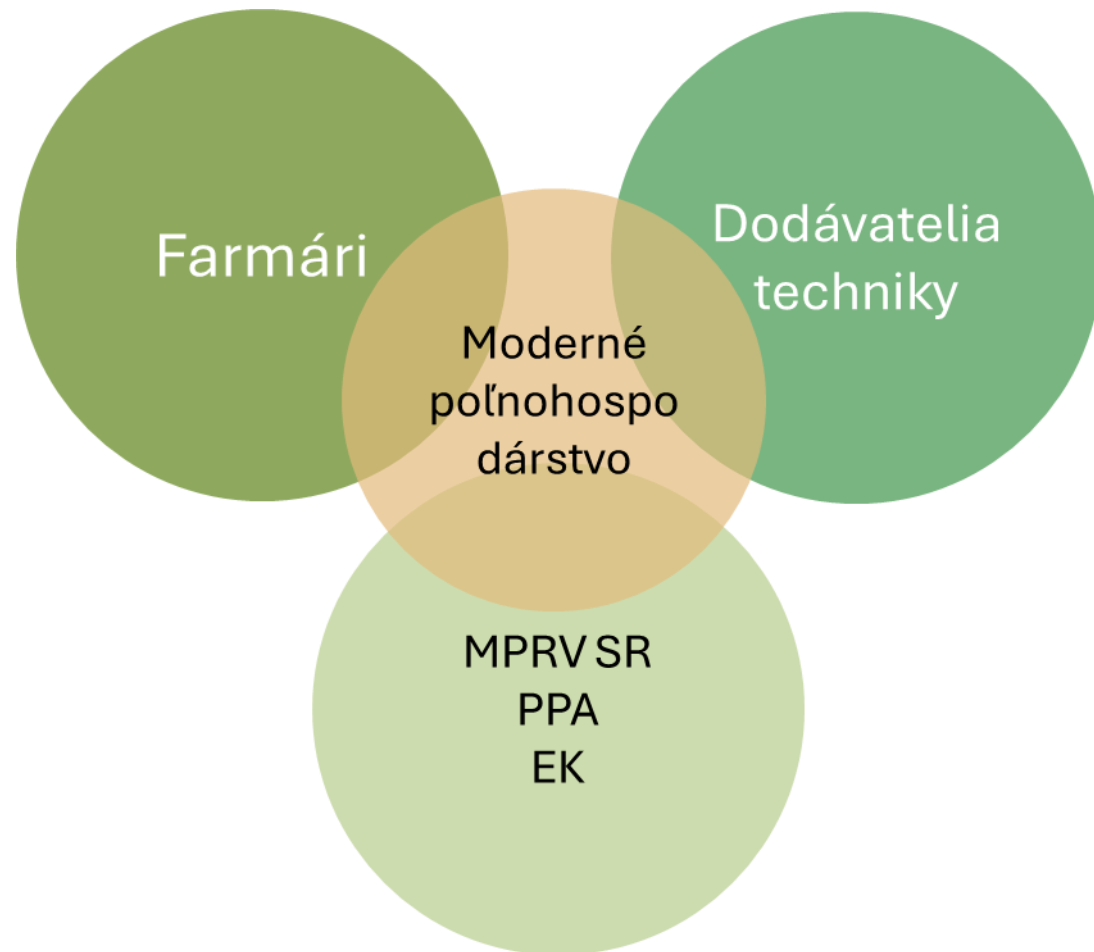 Farmári
Dodávatelia
techniky
Moderné
poľnohospo
dárstvo
MPRV SR
PPA
EK